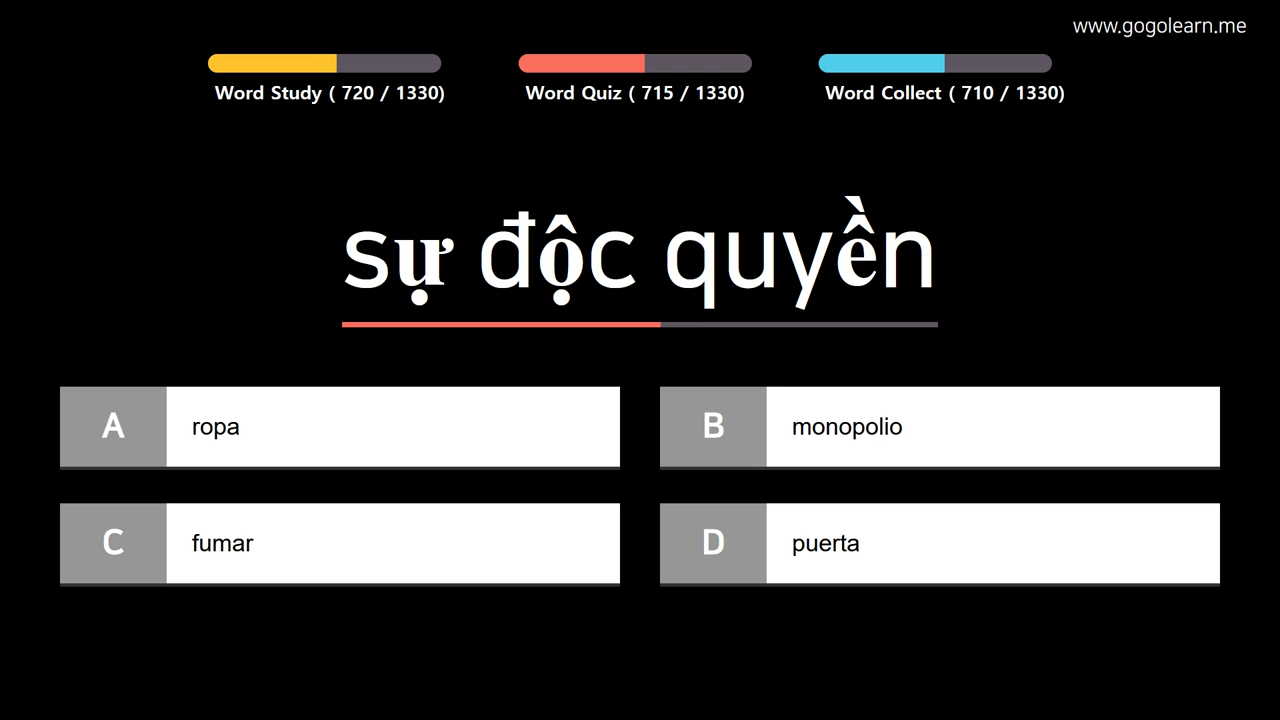 www.gogolearn.me
Word Study ( 720 / 1330)
Word Quiz ( 715 / 1330)
Word Collect ( 710 / 1330)
sự độc quyền
A ropa
B monopolio
C fumar
D puerta